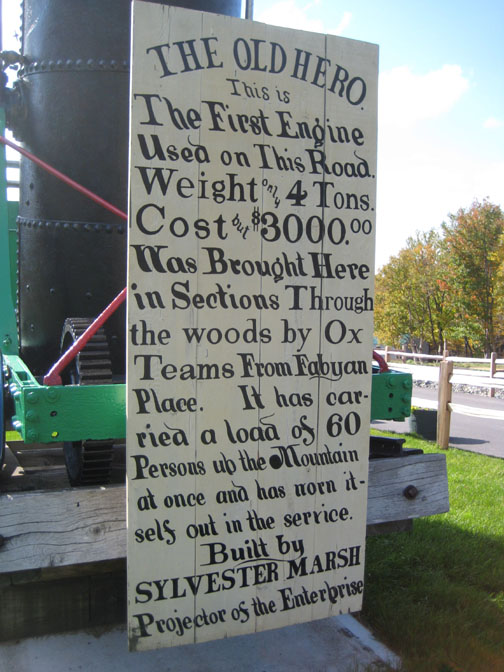 THE OLD HERO.
This is
The First Engine
Used on This Road.
Weight only 4 Tons.
Cost but $3000.00
Was Brought Here
in Sections Through
the woods by Ox
Teams From Fabyan
Place. It has car-
ried a load of 60
Persons up the Mountain
at once and has worn it-
self out in the service.
Built by
SYLVESTER MARSH
Projector of the Enterprise